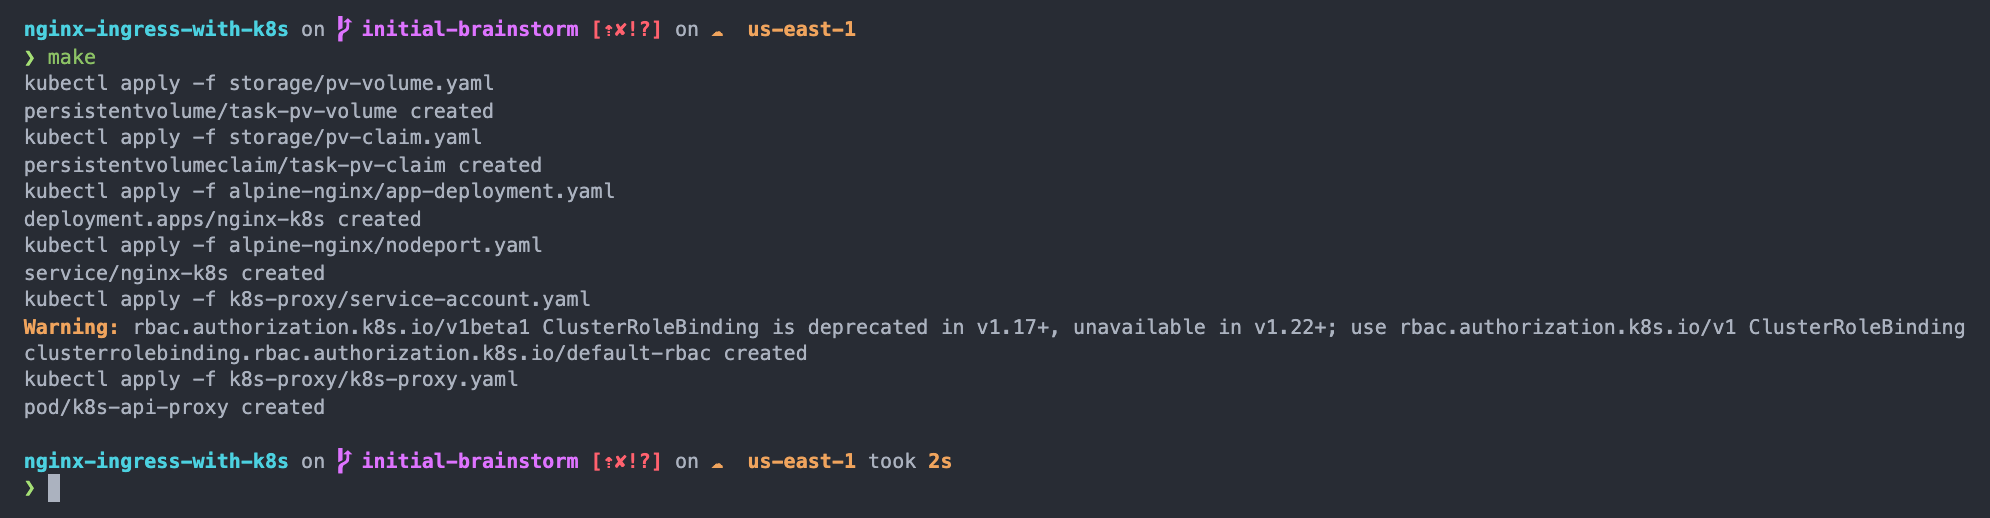 nginx-ingress-with-k8s on initial-brainstorm [⇡✘!?] on ☁ us-east-1
❯ make
kubectl apply -f storage/pv-volume.yaml
persistentvolume/task-pv-volume created
kubectl apply -f storage/pv-claim.yaml
persistentvolumeclaim/task-pv-claim created
kubectl apply -f alpine-nginx/app-deployment.yaml
deployment.apps/nginx-k8s created
kubectl apply -f alpine-nginx/nodeport.yaml
service/nginx-k8s created
kubectl apply -f k8s-proxy/service-account.yaml
Warning: rbac.authorization.k8s.io/v1beta1 ClusterRoleBinding is deprecated in v1.17+, unavailable in v1.22+; use rbac.authorization.k8s.io/v1 ClusterRoleBinding
clusterrolebinding.rbac.authorization.k8s.io/default-rbac created
kubectl apply -f k8s-proxy/k8s-proxy.yaml
pod/k8s-api-proxy created
nginx-ingress-with-k8s on initial-brainstorm [⇡✘!?] on ☁ us-east-1 took 2s
❯